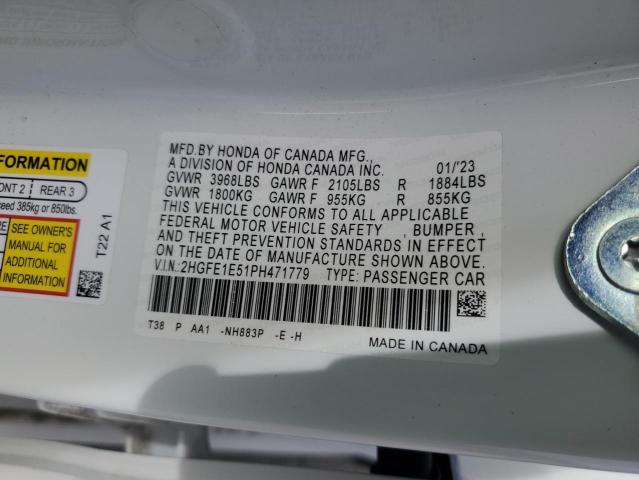 FORMATION
ONT 2 REAR 3
ceed 385kg or 850lbs.
SEE OWNER'S
MANUAL FOR
ADDITIONAL
INFORMATION
T22 A1
MFD.BY HONDA OF CANADA MFG.,
A DIVISION OF HONDA CANADA INC. 01/'23
GVWR 3968LBS GAWR F 2105LBS R 1884LBS
GVWR 1800KG GAWR F 955KG , R 855KG
THIS VEHICLE CONFORMS TO ALL APPLICABLE
FEDERAL MOTOR VEHICLE SAFETY , BUMPER,
AND THEFT PREVENTION STANDARDS IN EFFECT
ON THE DATE OF MANUFACTURE SHOWN ABOVE.
V.I.N.:2HGFE1E51PH471779 TYPE: PASSENGER CAR
T38 P AA1 -NH883P -E -H
MADE IN CANADA